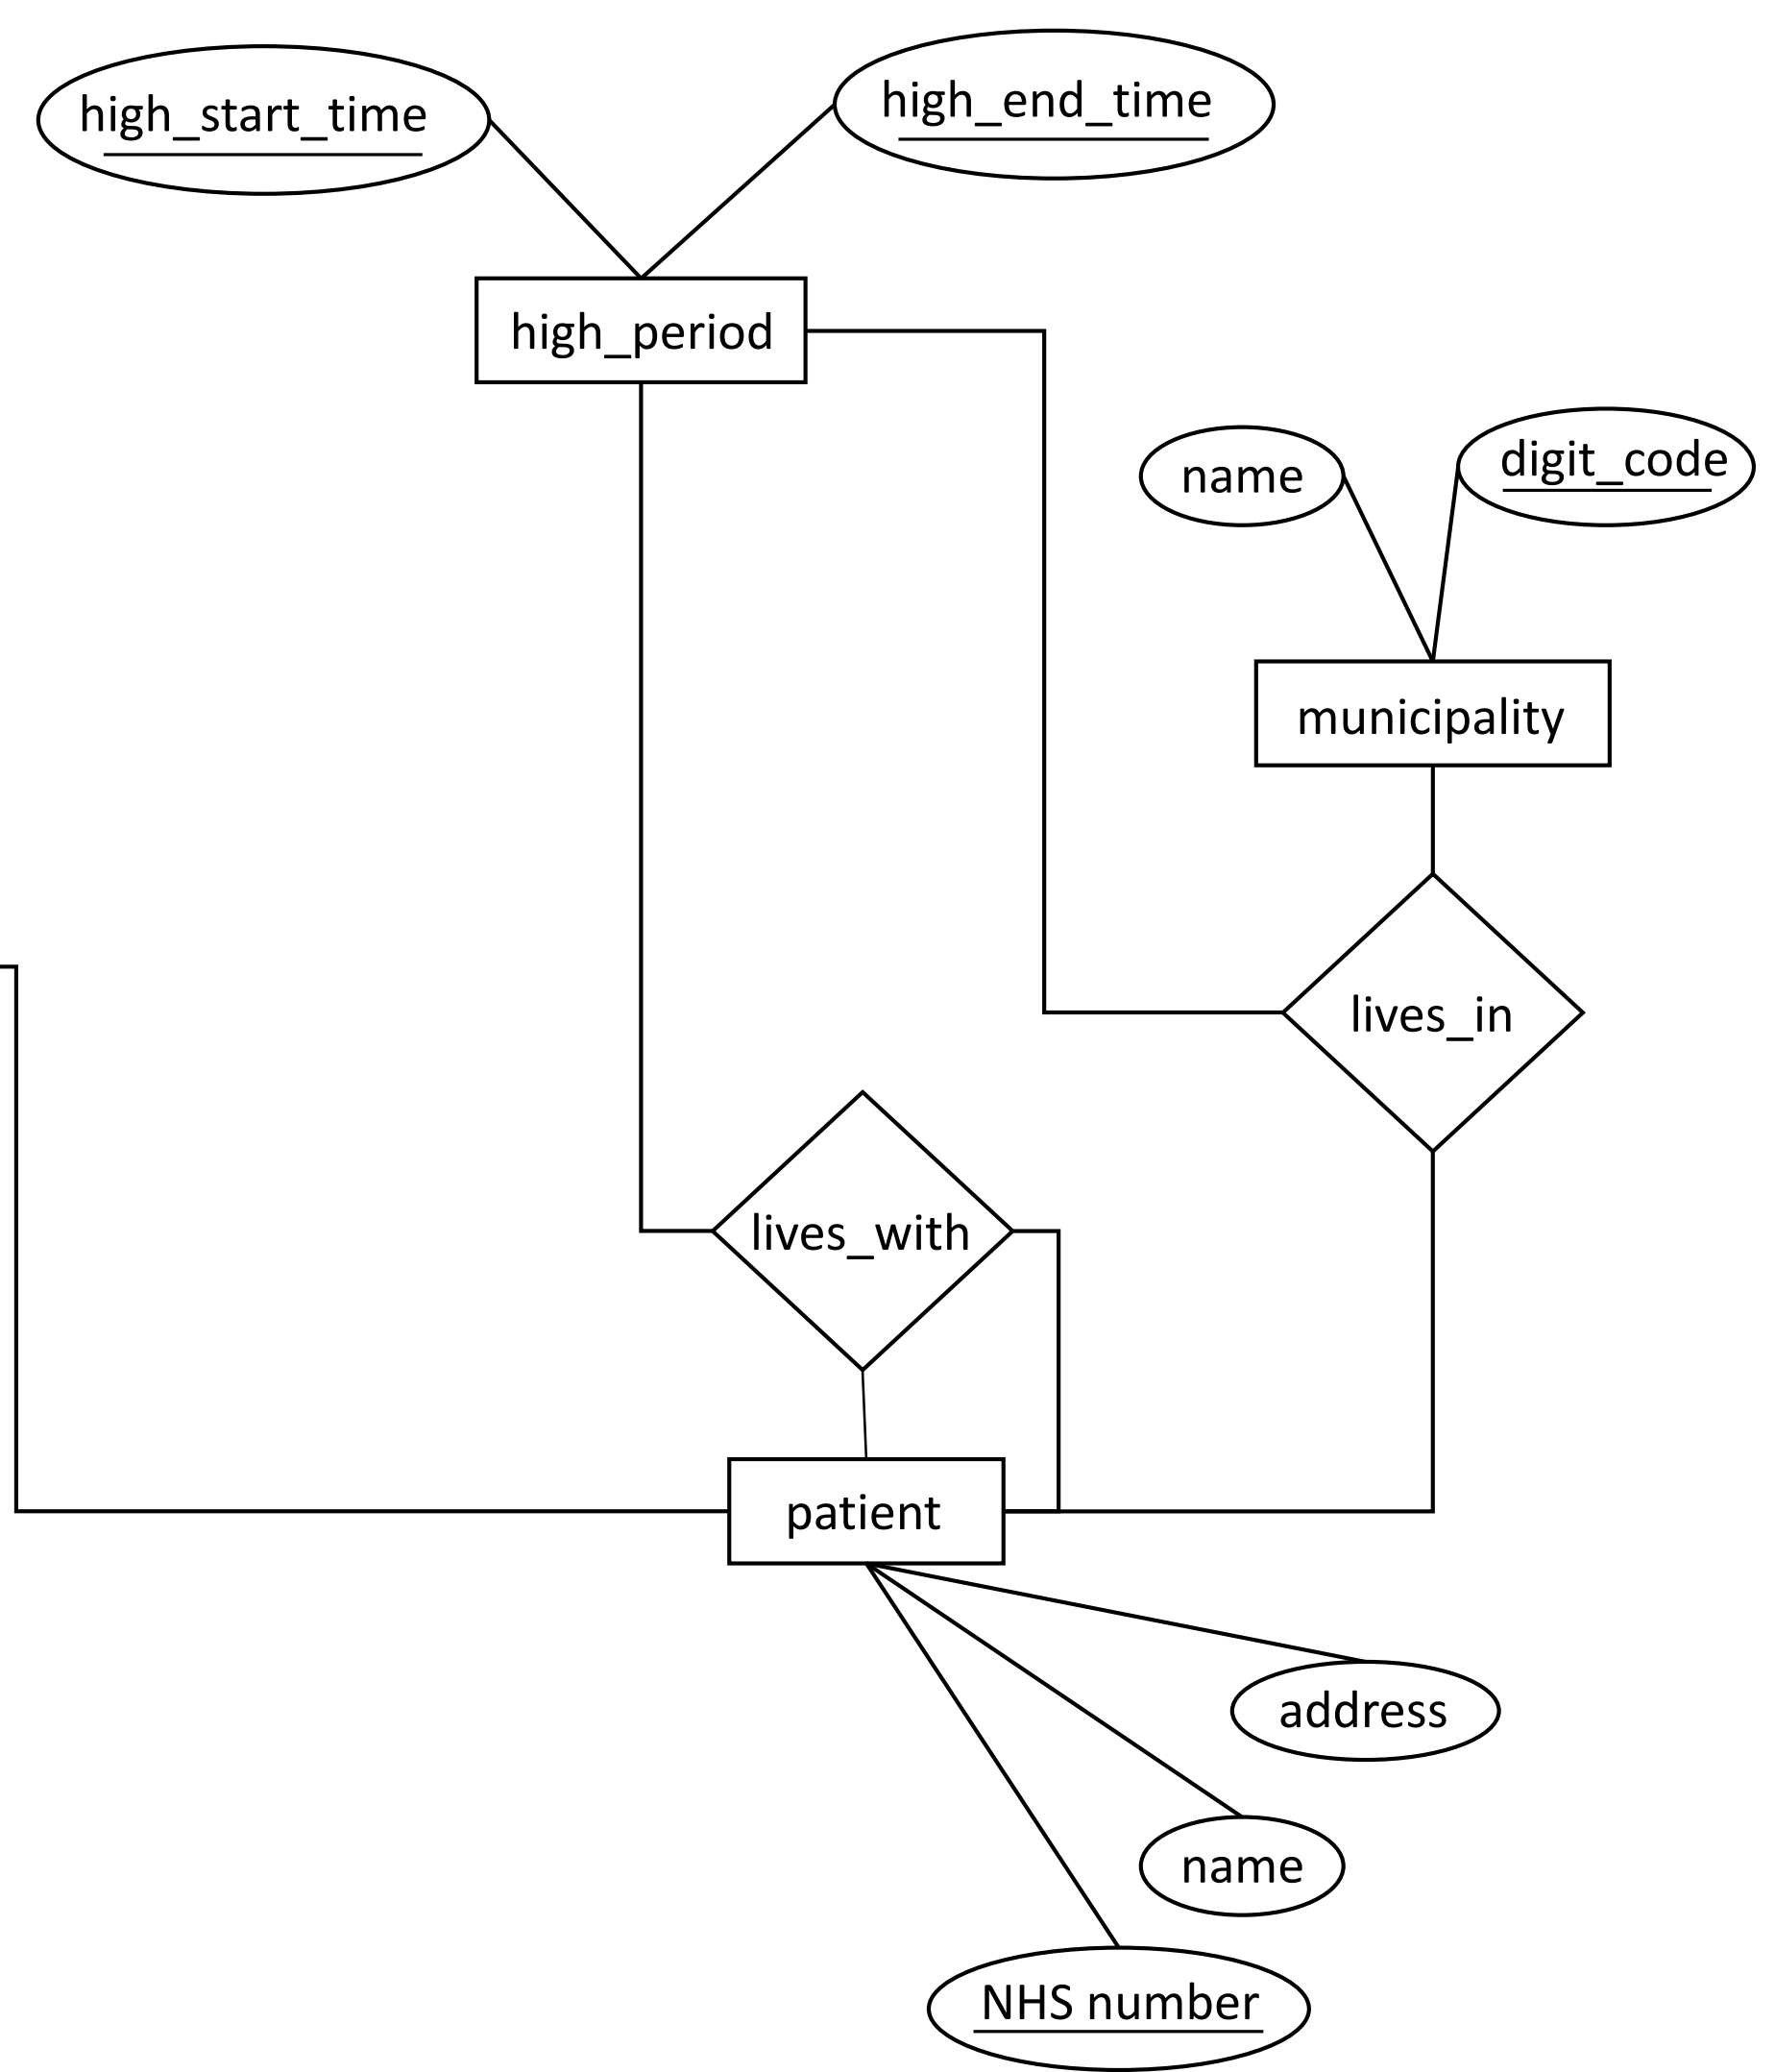 high_start_time
high_end_time
high_period
name
digit_code
municipality
lives_in
lives_with
patient
address
name
NHS number